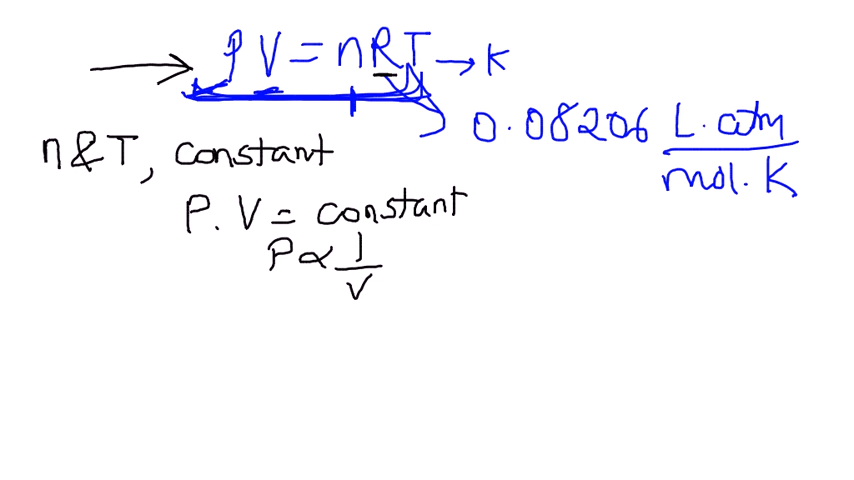 PV = nRT → K
0.08206 L.atm / mol.K
n&T, constant
P. V = constant
P ∝ 1/V